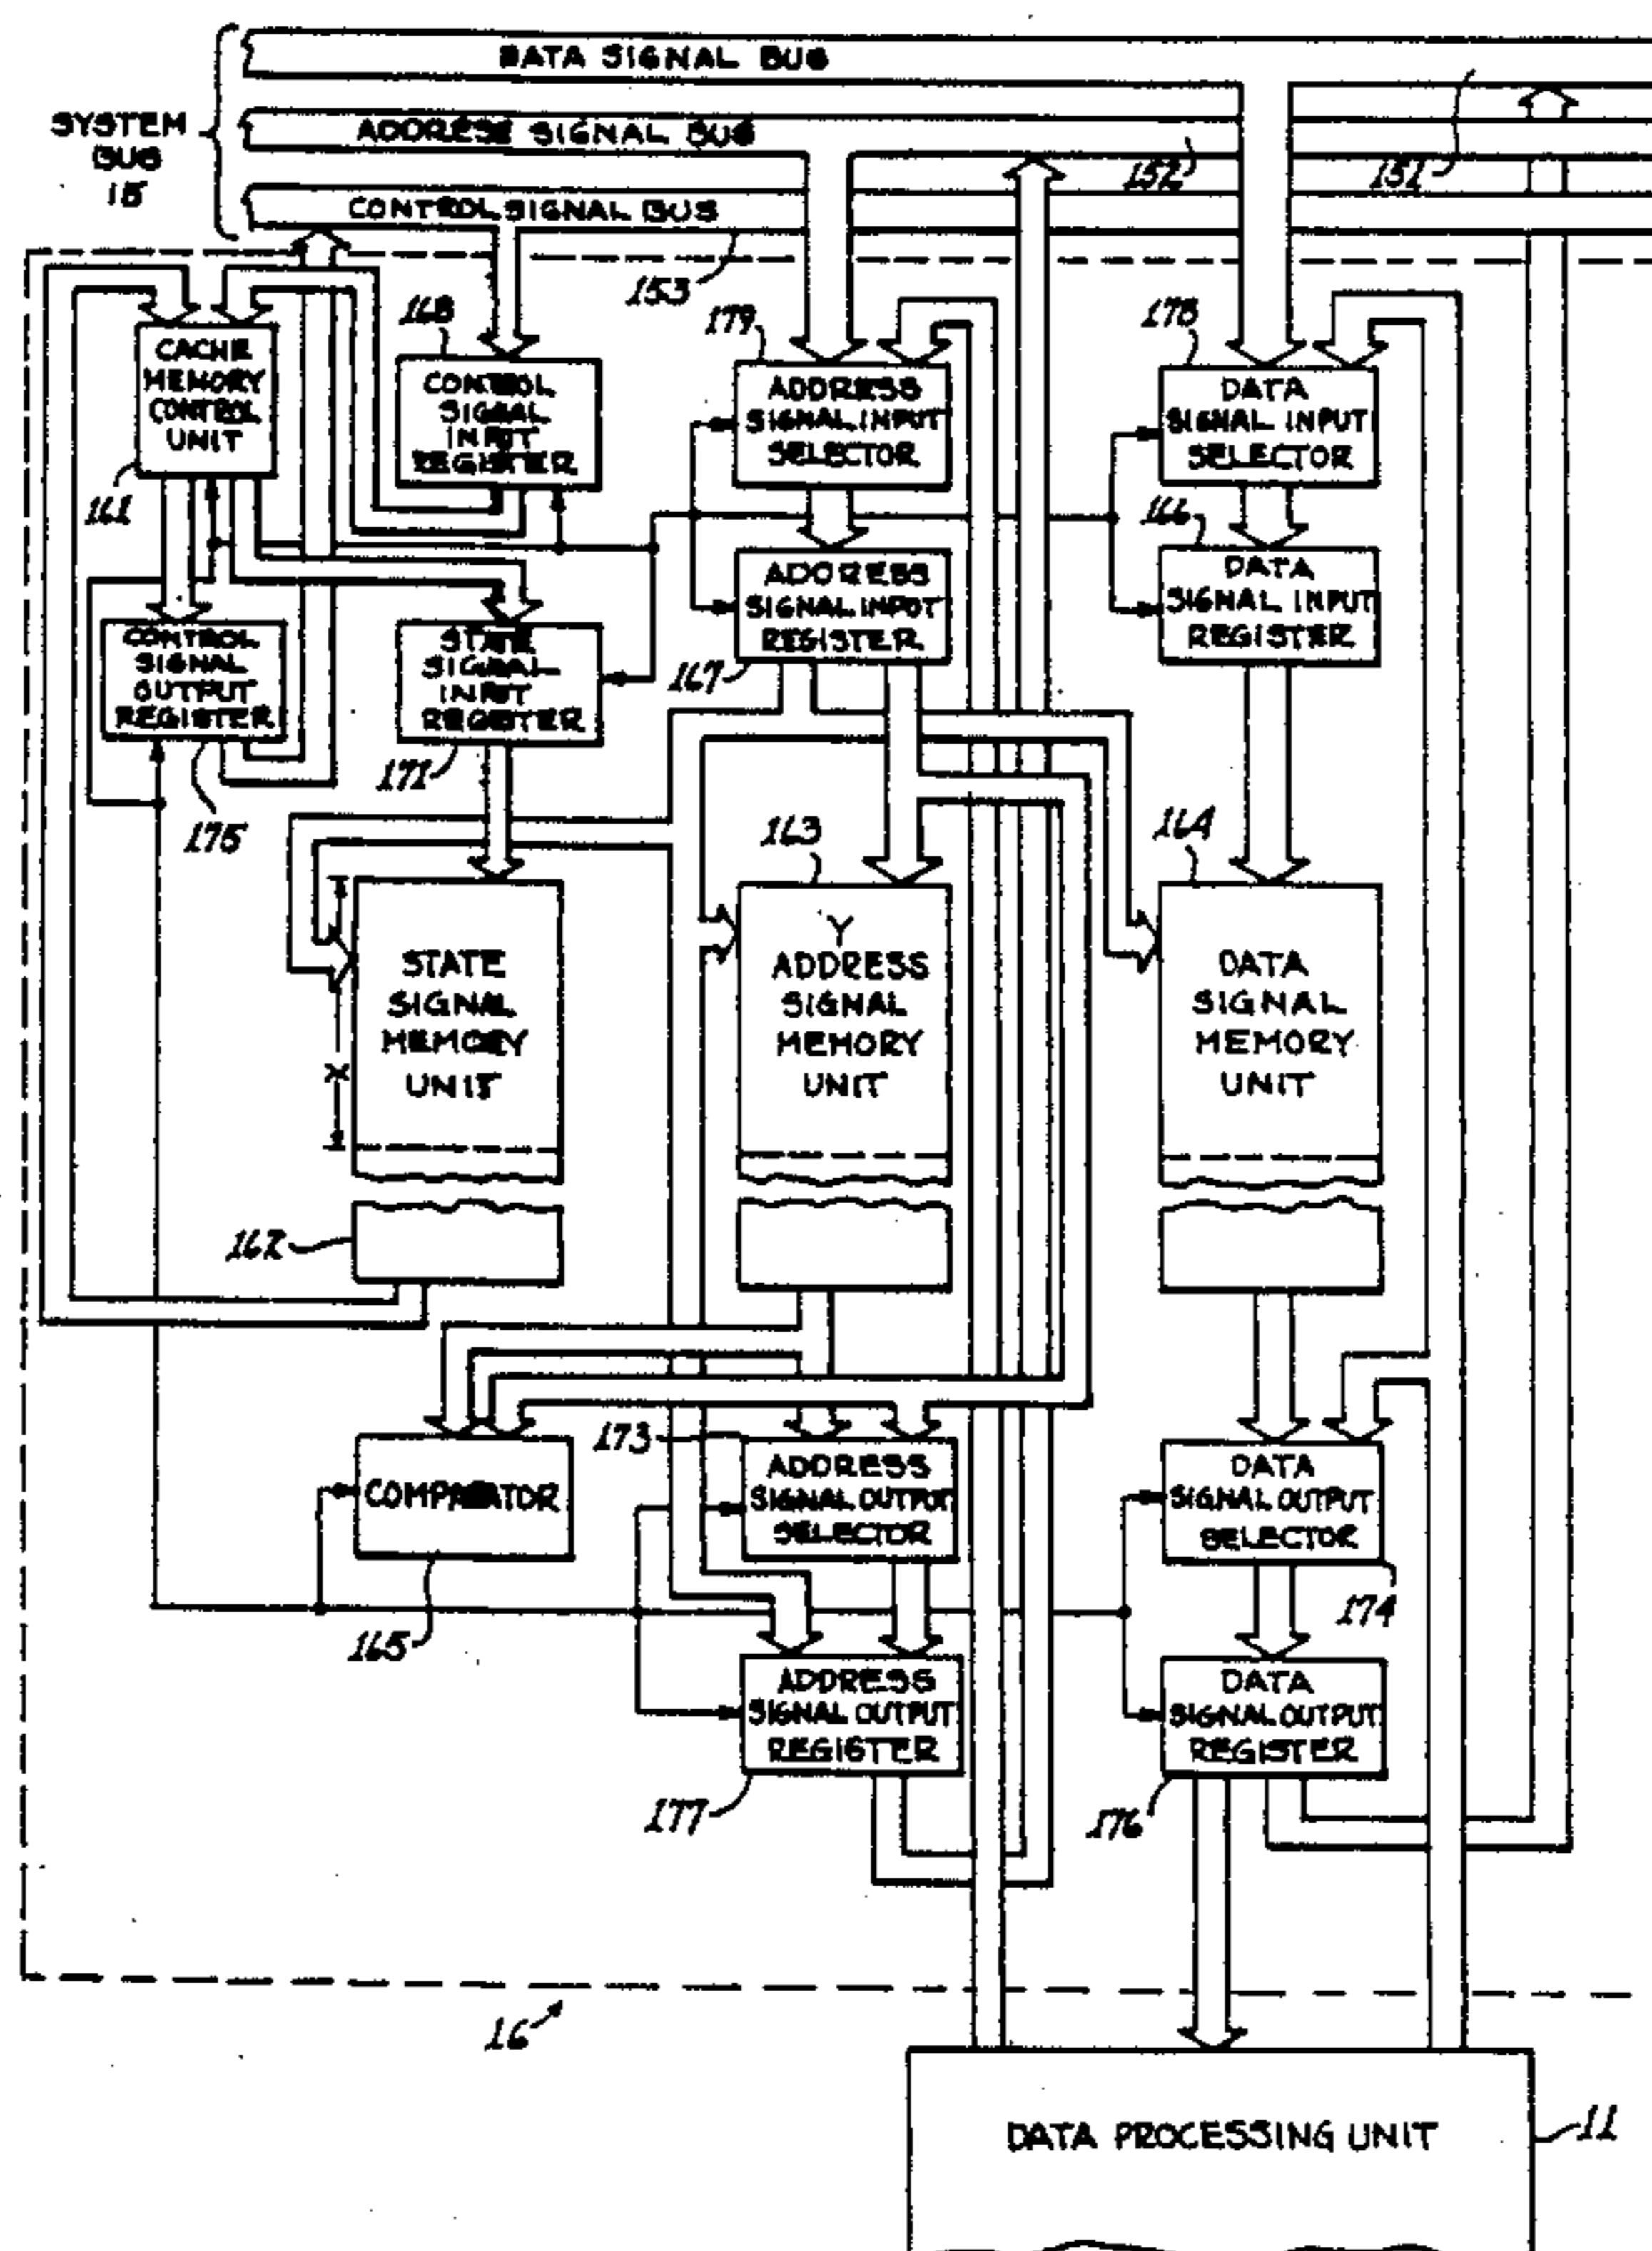 DATA SIGNAL BUS
SYSTEM
BUS
15
ADDRESS SIGNAL BUS
152
151
CONTROL SIGNAL BUS
153
168
179
178
CACHE
MEMORY
CONTROL
UNIT
161
CONTROL
SIGNAL
INPUT
REGISTER
ADDRESS
SIGNAL INPUT
SELECTOR
DATA
SIGNAL INPUT
SELECTOR
166
ADDRESS
SIGNAL INPUT
REGISTER
167
DATA
SIGNAL INPUT
REGISTER
CONTROL
SIGNAL
OUTPUT
REGISTER
175
STATE
SIGNAL
INPUT
REGISTER
171
163
164
X
STATE
SIGNAL
MEMORY
UNIT
162
Y
ADDRESS
SIGNAL
MEMORY
UNIT
DATA
SIGNAL
MEMORY
UNIT
173
COMPARATOR
165
ADDRESS
SIGNAL OUTPUT
SELECTOR
DATA
SIGNAL OUTPUT
SELECTOR
174
ADDRESS
SIGNAL OUTPUT
REGISTER
177
DATA
SIGNAL OUTPUT
REGISTER
176
16
DATA PROCESSING UNIT
11